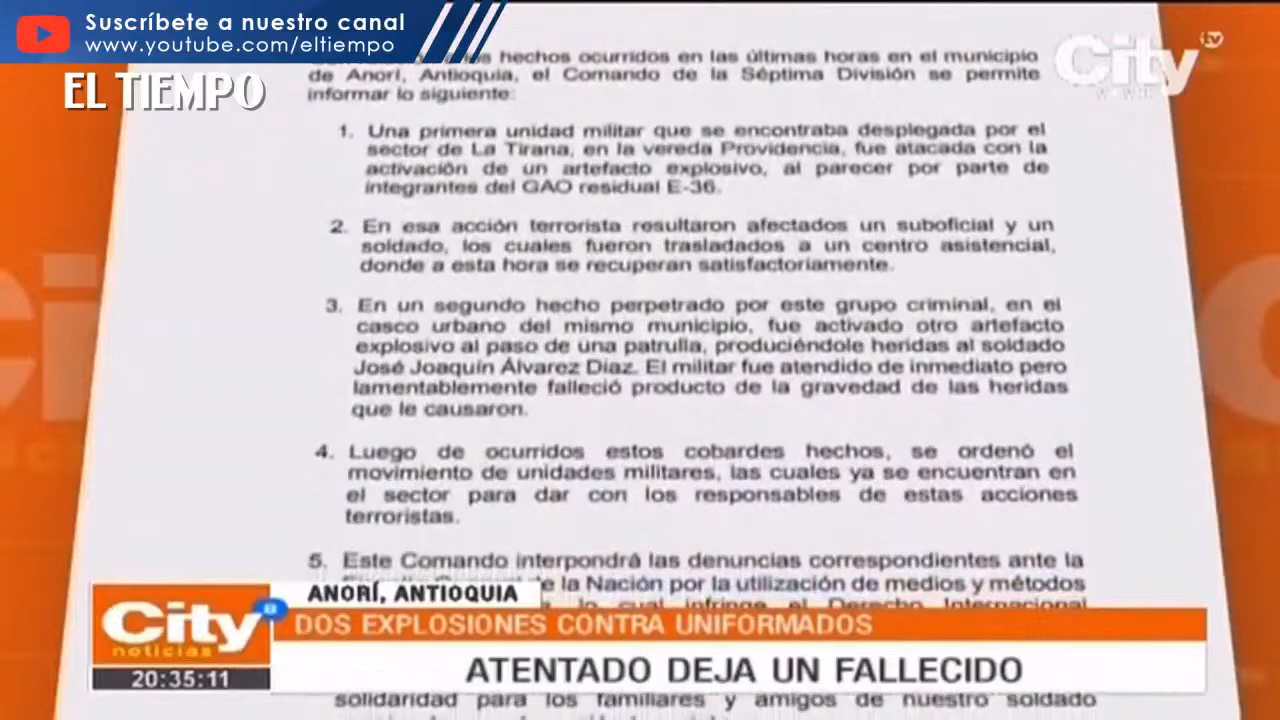 Suscríbete a nuestro canal
www.youtube.com/eltiempo
EL TIEMPO
City tv
hechos ocurridos en las últimas horas en el municipio
de Anorí, Antioquia, el Comando de la Séptima División se permite
informar lo siguiente:
1. Una primera unidad militar que se encontraba desplegada por el
sector de La Tirana, en la vereda Providencia, fue atacada con la
activación de un artefacto explosivo, al parecer por parte de
integrantes del GAO residual E-36.
2. En esa acción terrorista resultaron afectados un suboficial y un
soldado, los cuales fueron trasladados a un centro asistencial,
donde a esta hora se recuperan satisfactoriamente.
3. En un segundo hecho perpetrado por este grupo criminal, en el
casco urbano del mismo municipio, fue activado otro artefacto
explosivo al paso de una patrulla, produciéndole heridas al soldado
José Joaquín Álvarez Díaz. El militar fue atendido de inmediato pero
lamentablemente falleció producto de la gravedad de las heridas
que le causaron.
4. Luego de ocurridos estos cobardes hechos, se ordenó el
movimiento de unidades militares, las cuales ya se encuentran en
el sector para dar con los responsables de estas acciones
terroristas.
5. Este Comando interpondrá las denuncias correspondientes ante la
de la Nación por la utilización de medios y métodos
lo cual infringe el Derecho Internacional
ANORÍ, ANTIOQUIA
City noticias
DOS EXPLOSIONES CONTRA UNIFORMADOS
ATENTADO DEJA UN FALLECIDO
20:35:11
solidaridad para los familiares y amigos de nuestro soldado